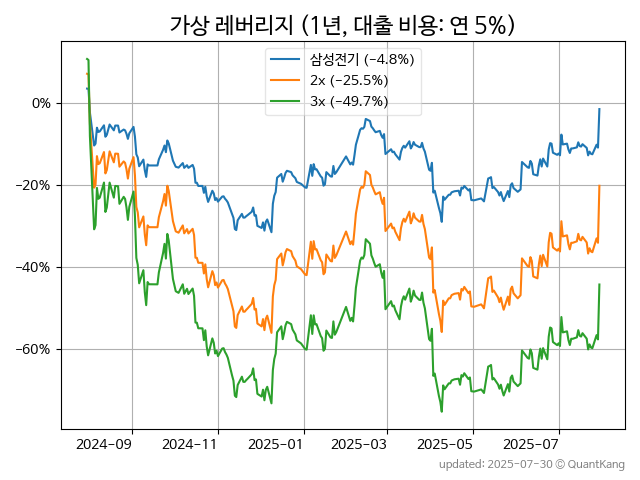 가상 레버리지 (1년, 대출 비용: 연 5%)
삼성전기 (−4.8%)
2x (−25.5%)
3x (−49.7%)
0%
−20%
−40%
−60%
2024-09
2024-11
2025-01
2025-03
2025-05
2025-07
updated: 2025-07-30 © QuantKang